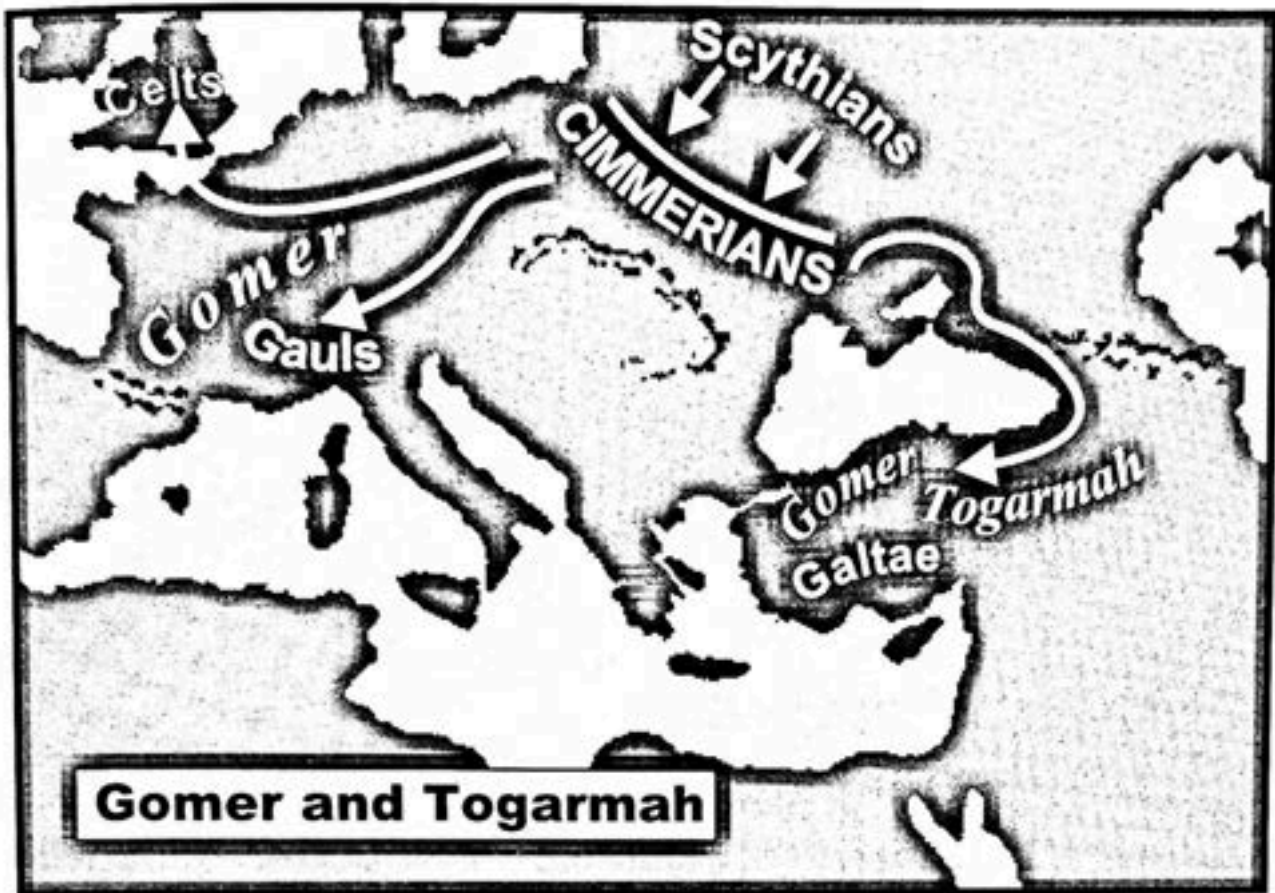 Celts
Scythians
CIMMERIANS
Gomer
Gauls
Gomer
Togarmah
Galtae
Gomer and Togarmah